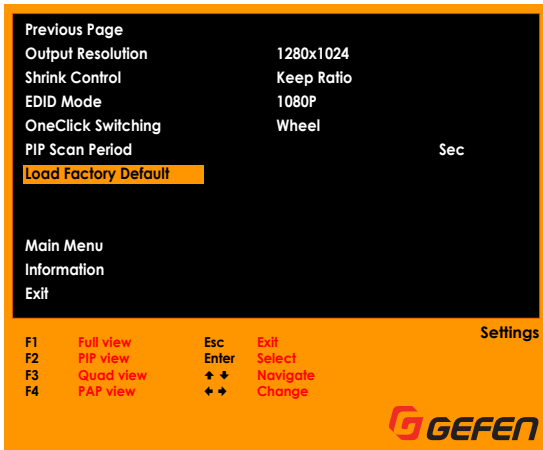 Previous Page
Output Resolution 1280x1024
Shrink Control Keep Ratio
EDID Mode 1080P
OneClick Switching Wheel
PIP Scan Period Sec
Load Factory Default
Main Menu
Information
Exit
Settings
F1 Full view Esc Exit
F2 PIP view Enter Select
F3 Quad view ↑ ↓ Navigate
F4 PAP view ← → Change
GEFEN